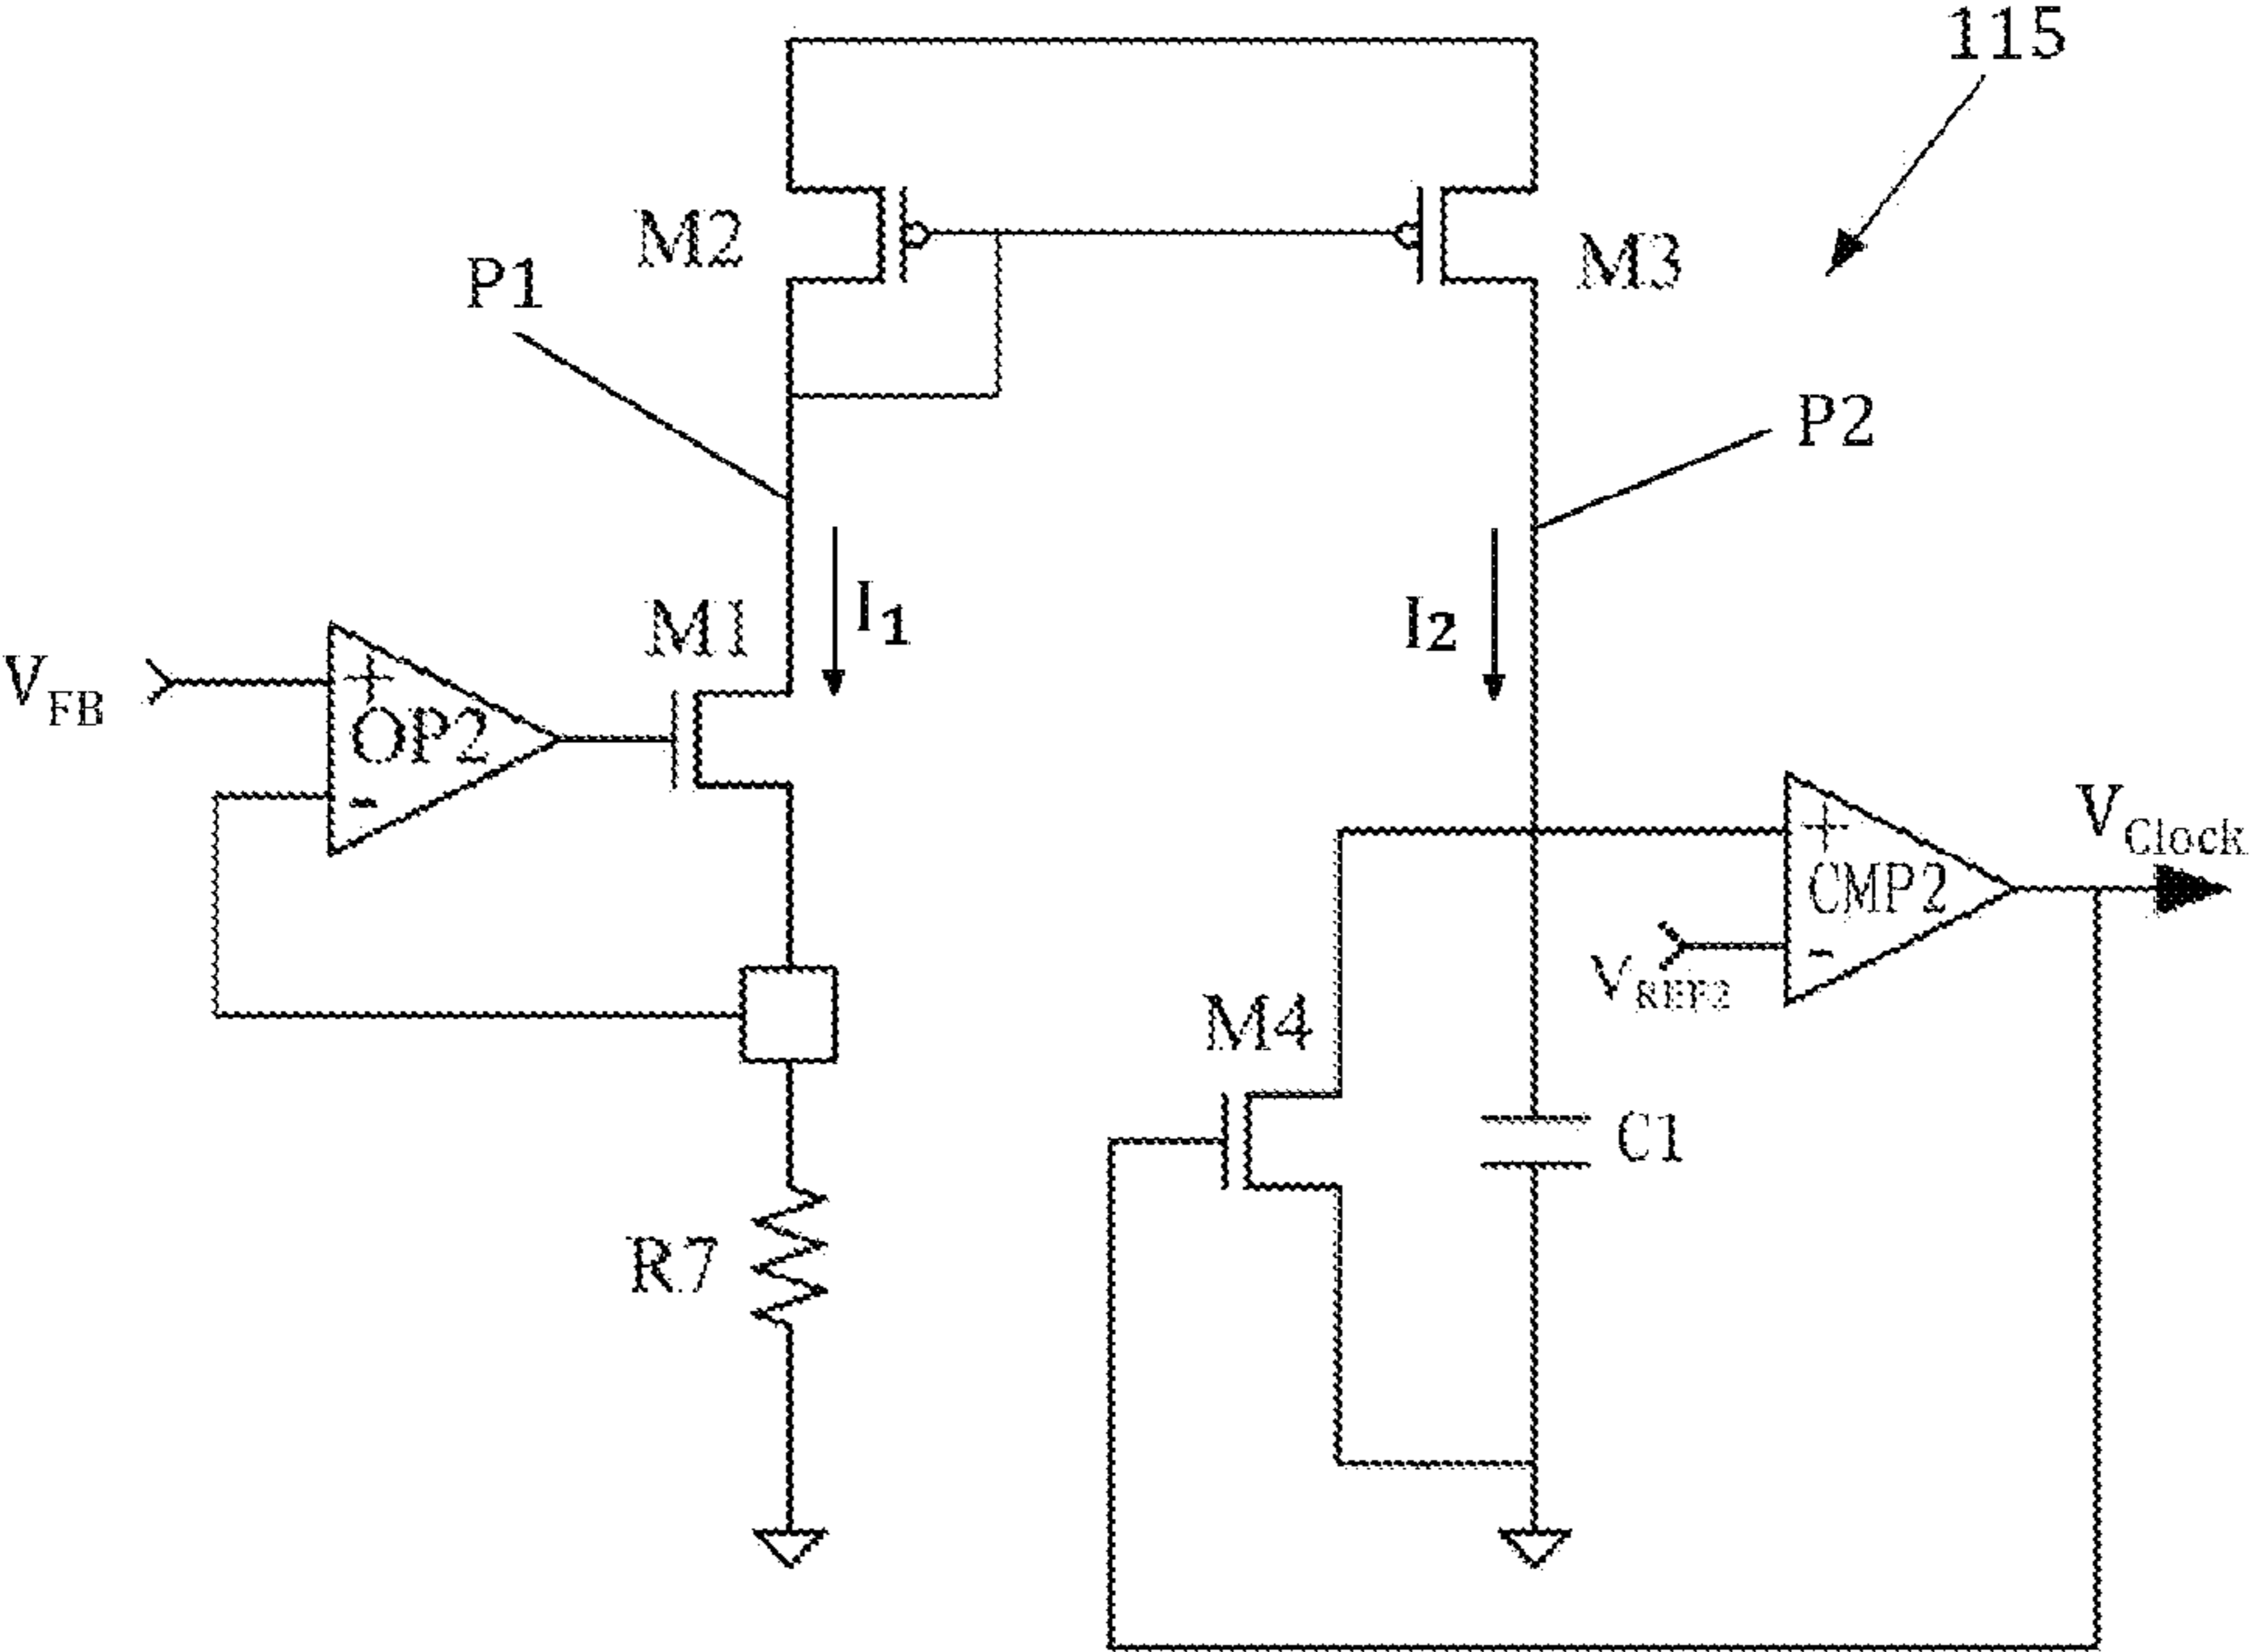 115
M2
M3
P1
P2
I1
I2
M1
VFB
+
OP2
-
VClock
+
CMP2
-
VREF2
M4
C1
R7